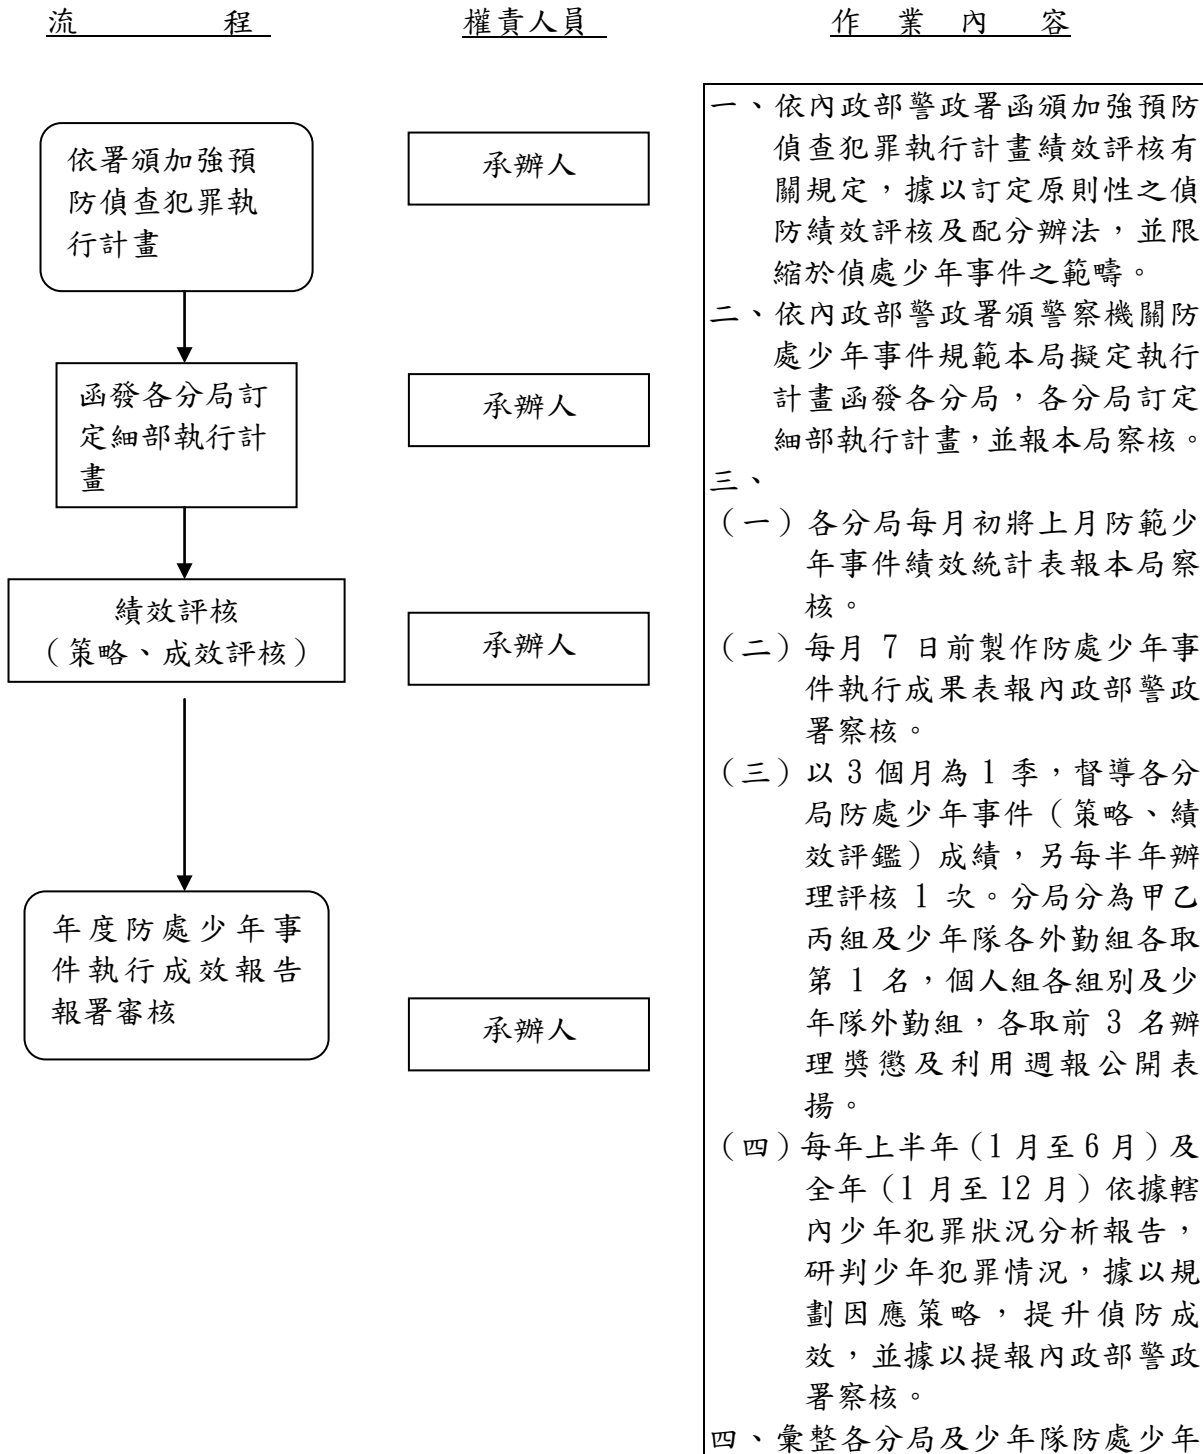 流程 權責人員 作業內容
依署頒加強預
防偵查犯罪執
行計畫
承辦人
函發各分局訂
定細部執行計
畫
承辦人
績效評核
（策略、成效評核）
承辦人
年度防處少年事
件執行成效報告
報署審核
承辦人
一、依內政部警政署函頒加強預防
偵查犯罪執行計畫績效評核有
關規定，據以訂定原則性之偵
防績效評核及配分辦法，並限
縮於偵處少年事件之範疇。
二、依內政部警政署頒警察機關防
處少年事件規範本局擬定執行
計畫函發各分局，各分局訂定
細部執行計畫，並報本局察核。
三、
（一）各分局每月初將上月防範少
年事件績效統計表報本局察
核。
（二）每月 7 日前製作防處少年事
件執行成果表報內政部警政
署察核。
（三）以 3 個月為 1 季，督導各分
局防處少年事件（策略、績
效評鑑）成績，另每半年辦
理評核 1 次。分局分為甲乙
丙組及少年隊各外勤組各取
第 1 名，個人組各組別及少
年隊外勤組，各取前 3 名辦
理獎懲及利用週報公開表
揚。
（四）每年上半年（1 月至 6 月）及
全年（1 月至 12 月）依據轄
內少年犯罪狀況分析報告，
研判少年犯罪情況，據以規
劃因應策略，提升偵防成
效，並據以提報內政部警政
署察核。
四、彙整各分局及少年隊防處少年